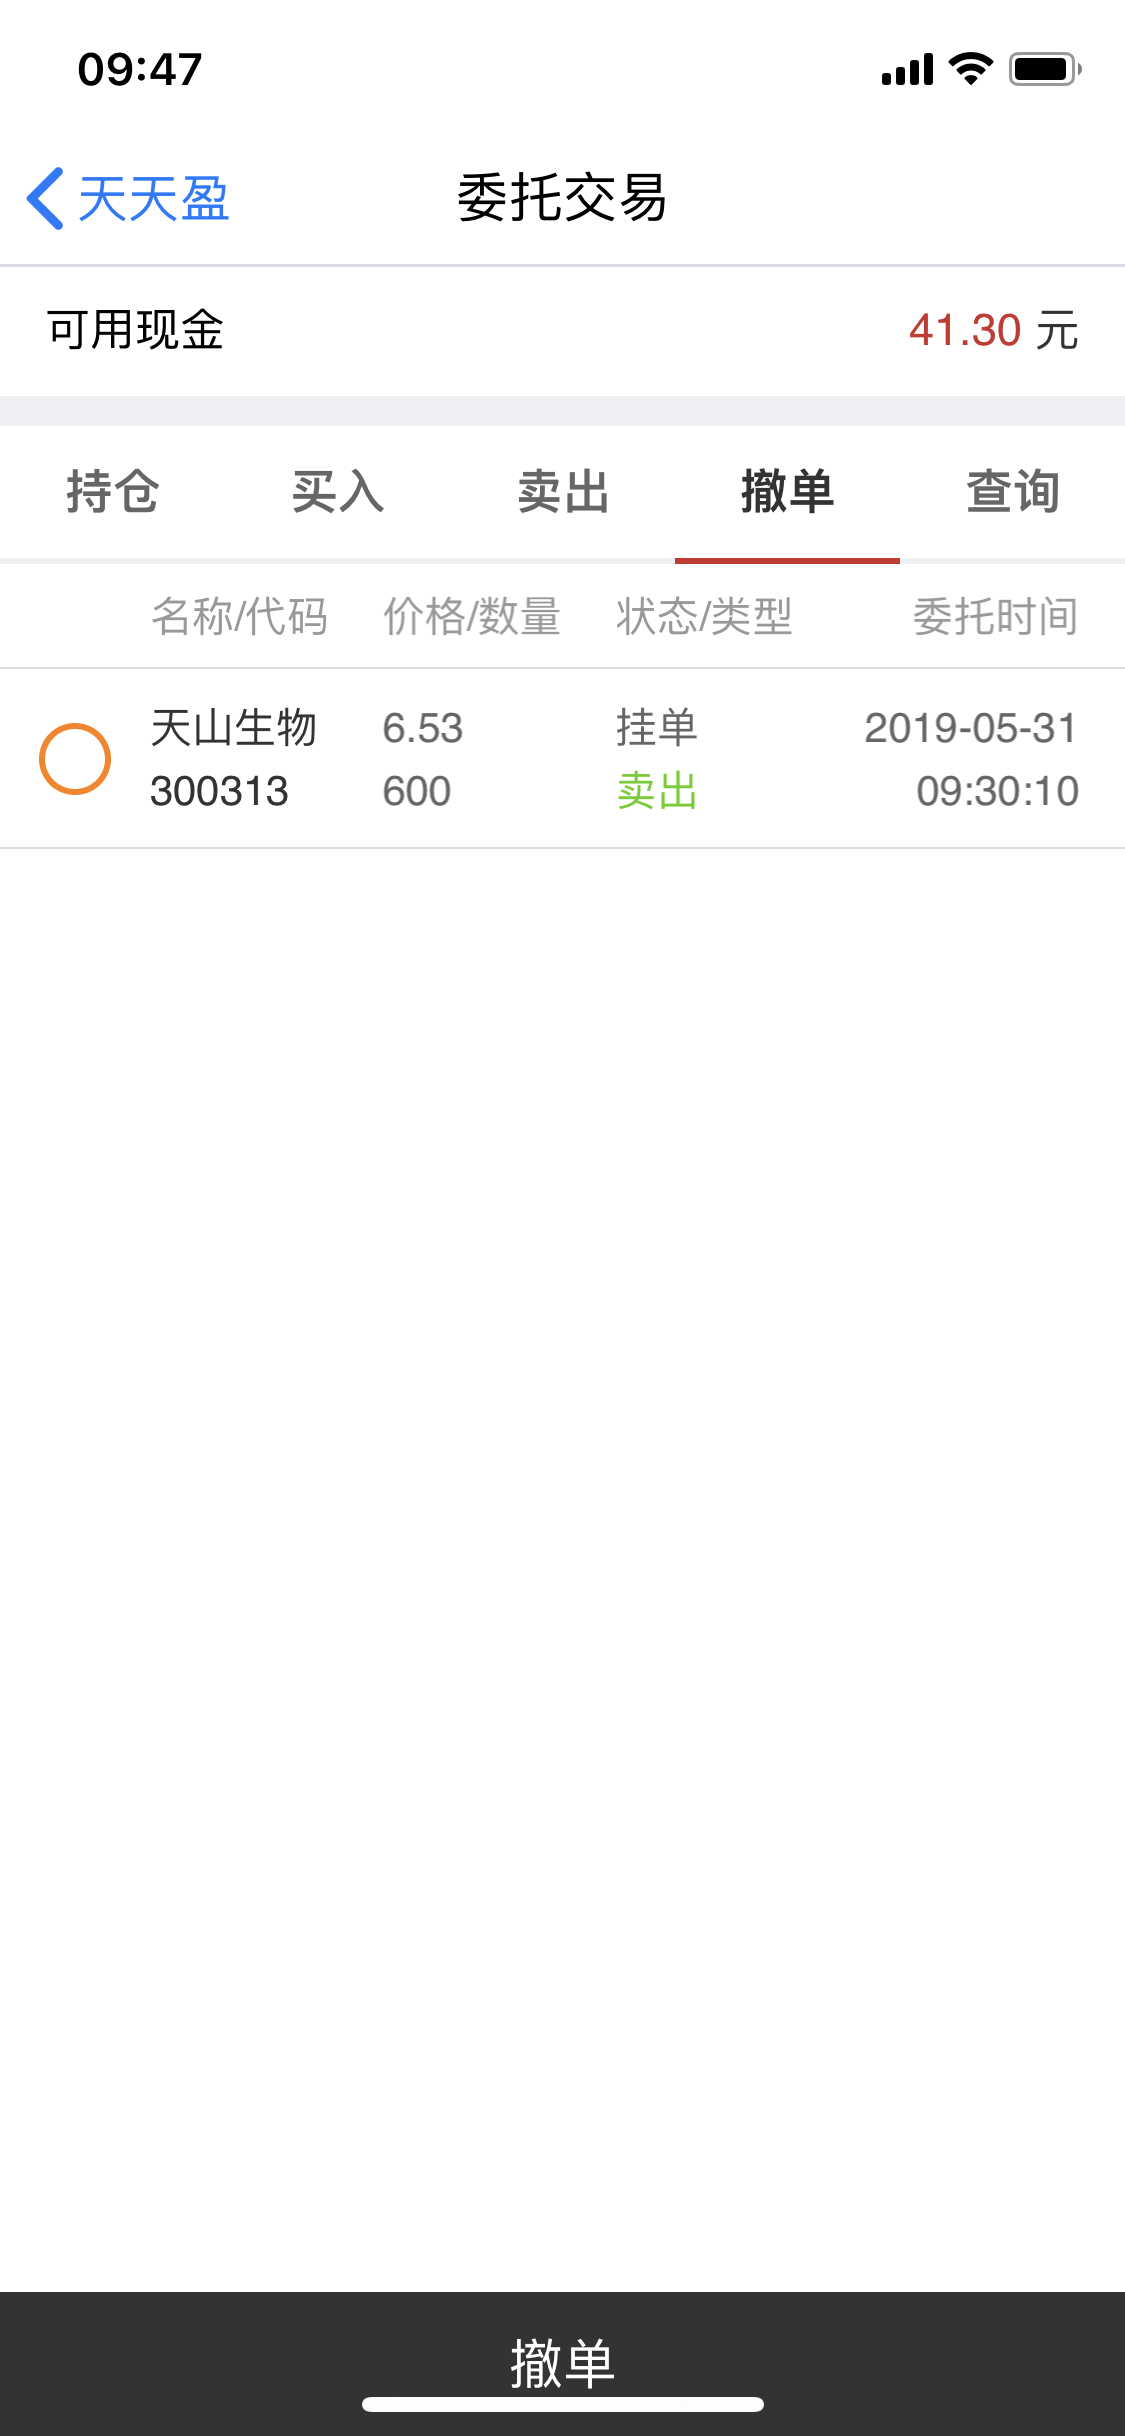 09:47
天天盈 委托交易
可用现金 41.30 元
持仓 买入 卖出 撤单 查询
名称/代码 价格/数量 状态/类型 委托时间
天山生物 6.53 挂单 2019-05-31
300313 600 卖出 09:30:10
撤单